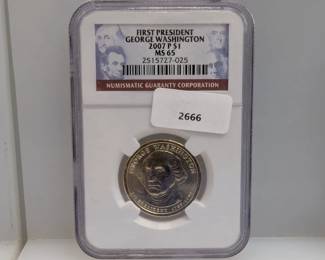 FIRST PRESIDENT
GEORGE WASHINGTON
2007 P $1
MS 65
2515727-025
NUMISMATIC GUARANTY CORPORATION
2666
GEORGE WASHINGTON